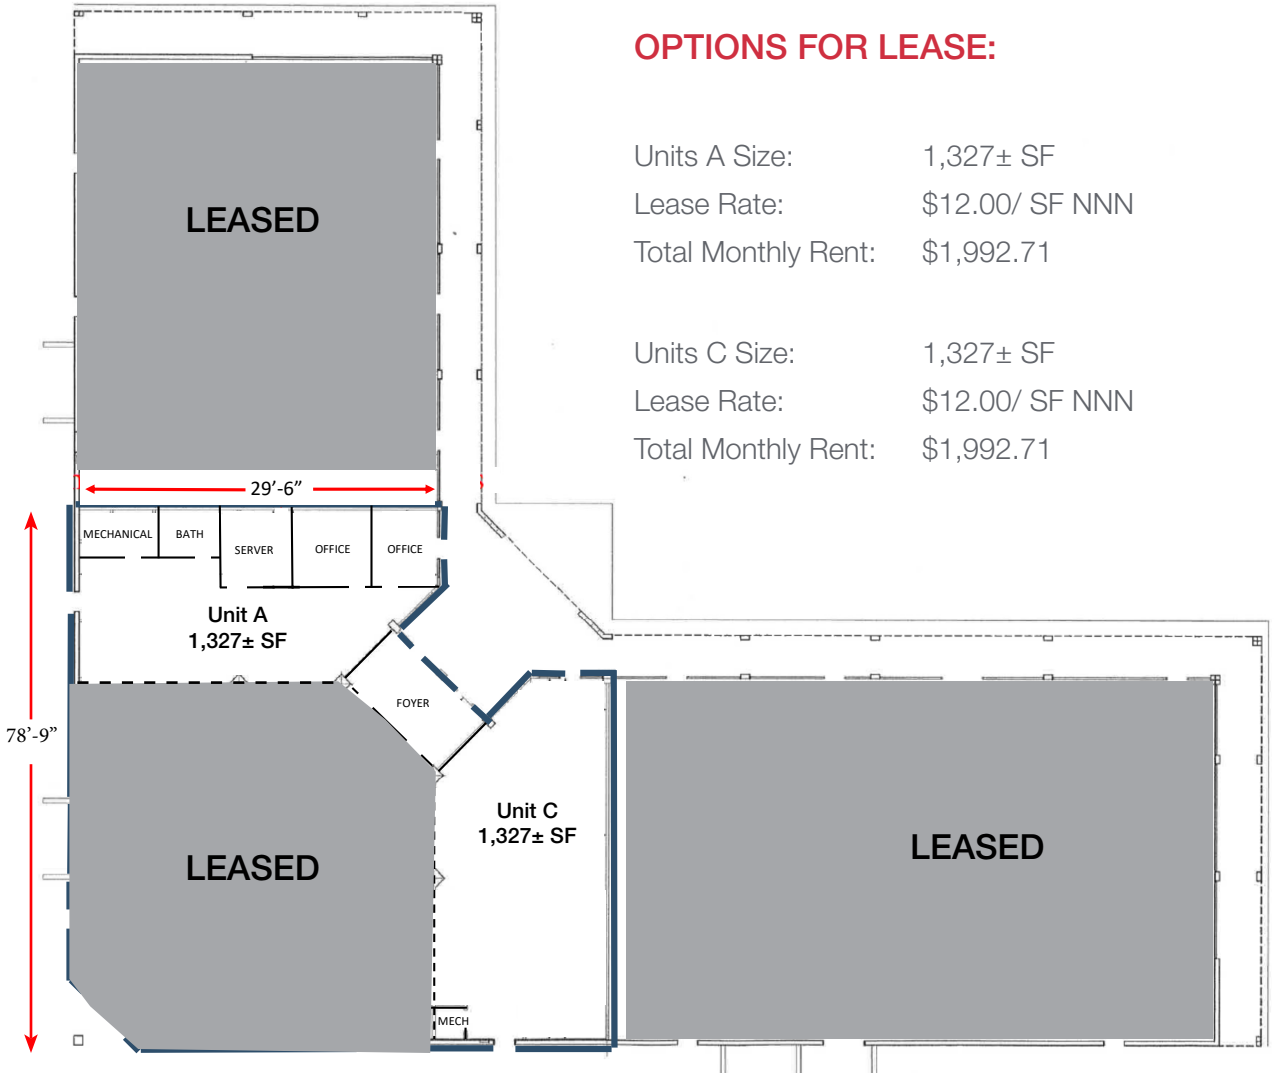 OPTIONS FOR LEASE:
Units A Size: 1,327± SF
Lease Rate: $12.00/ SF NNN
Total Monthly Rent: $1,992.71
Units C Size: 1,327± SF
Lease Rate: $12.00/ SF NNN
Total Monthly Rent: $1,992.71
LEASED
29’-6”
MECHANICAL
BATH
SERVER
OFFICE
OFFICE
Unit A
1,327± SF
FOYER
78’-9”
Unit C
1,327± SF
LEASED
LEASED
MECH